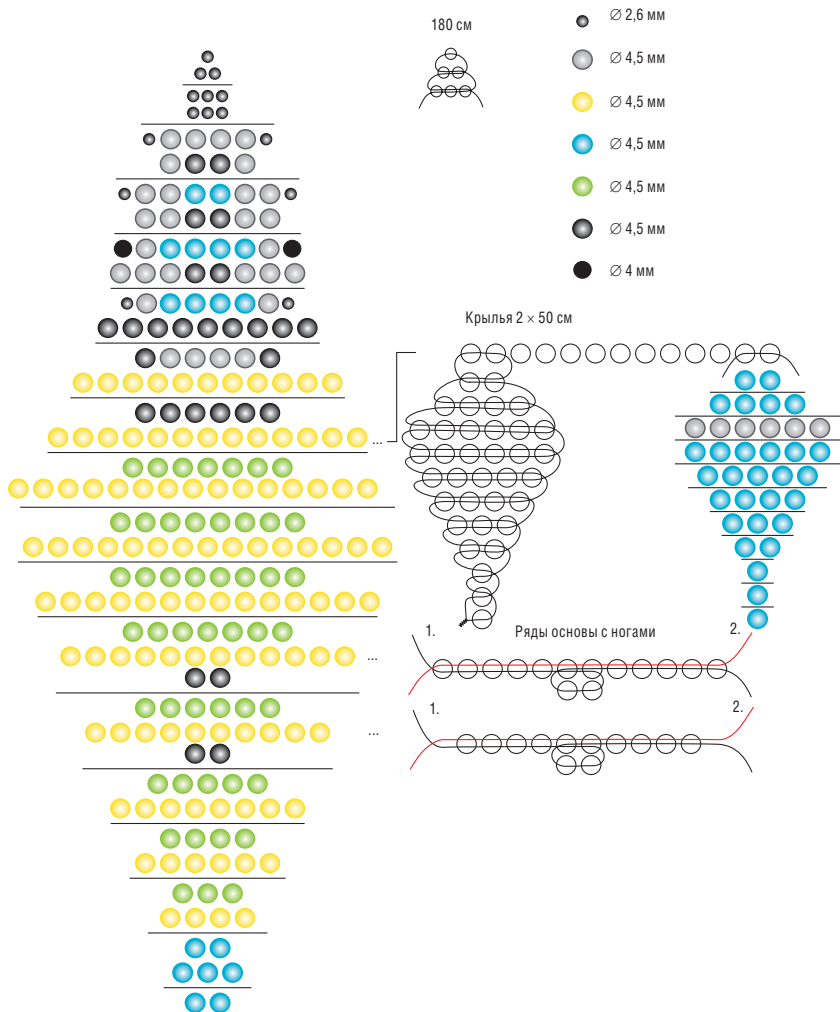 180 см
∅ 2,6 мм
∅ 4,5 мм
∅ 4,5 мм
∅ 4,5 мм
∅ 4,5 мм
∅ 4,5 мм
∅ 4 мм
Крылья 2 × 50 см
...
1. Ряды основы с ногами 2.
...
1. 2.
...